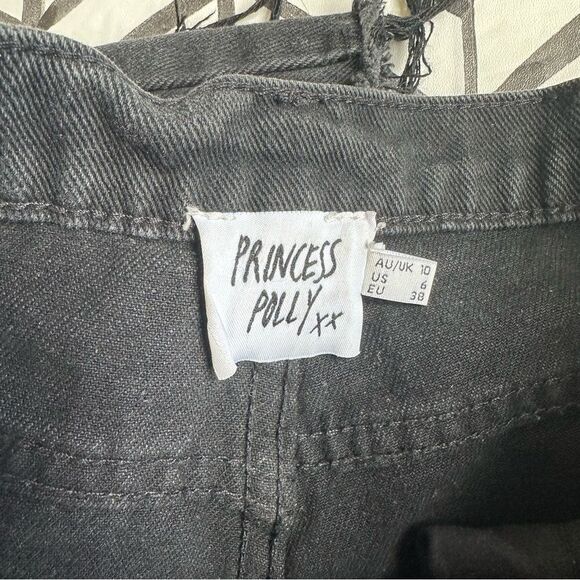 PRINCESS
POLLY xx
AU/UK 10
US 6
EU 38